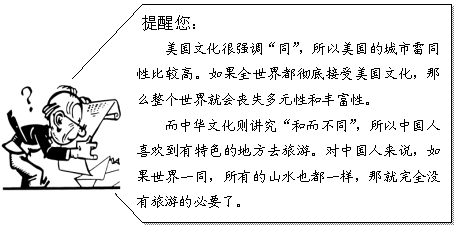 提醒您：
美国文化很强调“同”，所以美国的城市雷同
性比较高。如果全世界都彻底接受美国文化，那
么整个世界就会丧失多元性和丰富性。
而中华文化则讲究“和而不同”，所以中国人
喜欢到有特色的地方去旅游。对中国人来说，如
果世界一同，所有的山水也都一样，那就完全没
有旅游的必要了。
?